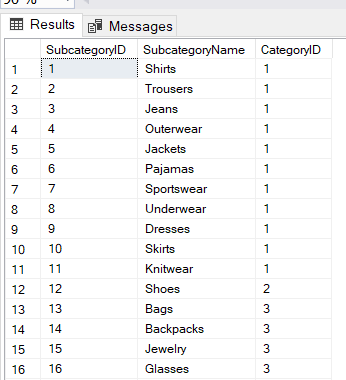 Results Messages
SubcategoryID SubcategoryName CategoryID
1 1 Shirts 1
2 2 Trousers 1
3 3 Jeans 1
4 4 Outerwear 1
5 5 Jackets 1
6 6 Pajamas 1
7 7 Sportswear 1
8 8 Underwear 1
9 9 Dresses 1
10 10 Skirts 1
11 11 Knitwear 1
12 12 Shoes 2
13 13 Bags 3
14 14 Backpacks 3
15 15 Jewelry 3
16 16 Glasses 3